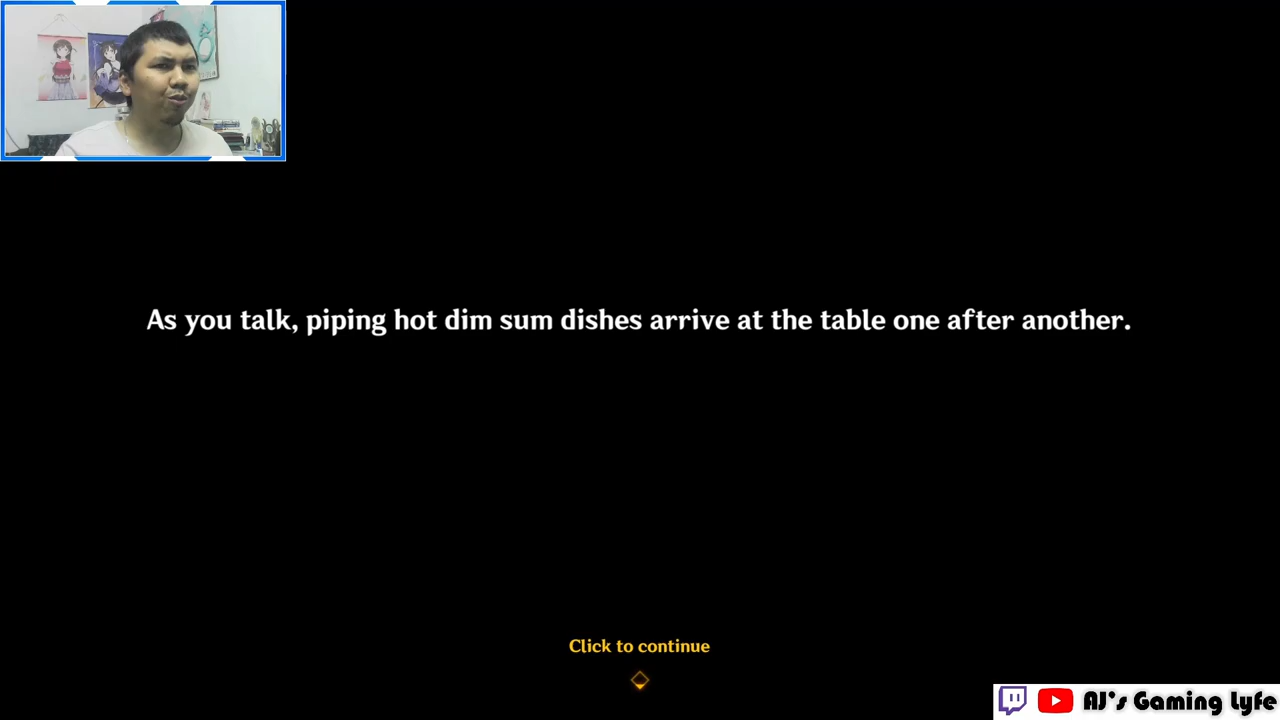 As you talk, piping hot dim sum dishes arrive at the table one after another.
Click to continue
AJ's Gaming Lyfe